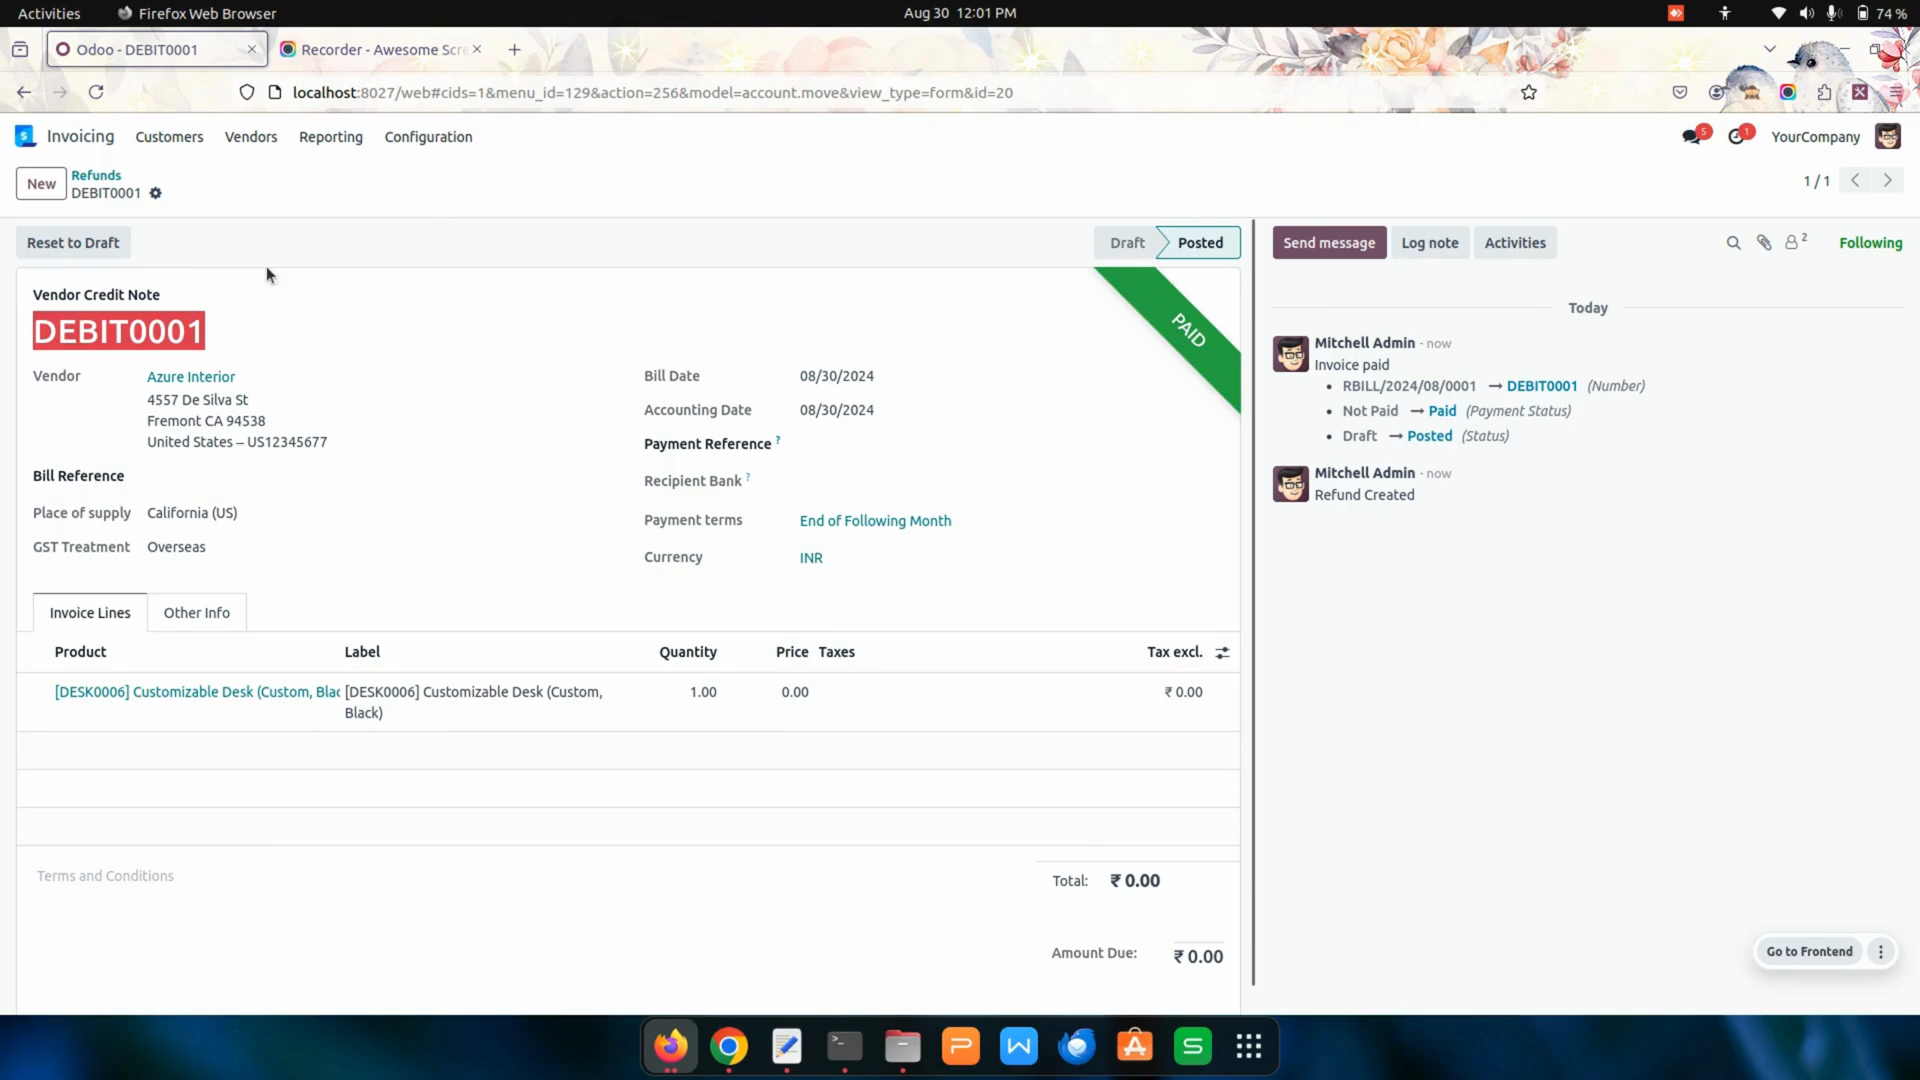 Activities Firefox Web Browser Aug 30 12:01 PM 74 %
Odoo - DEBIT0001 Recorder - Awesome Scre
localhost:8027/web#cids=1&menu_id=129&action=256&model=account.move&view_type=form&id=20
Invoicing Customers Vendors Reporting Configuration 5 1 YourCompany
New Refunds
DEBIT0001 1 / 1
Reset to Draft Draft Posted Send message Log note Activities 2 Following
Vendor Credit Note
DEBIT0001
PAID
Vendor Azure Interior
4557 De Silva St
Fremont CA 94538
United States – US12345677
Bill Reference
Place of supply California (US)
GST Treatment Overseas
Bill Date 08/30/2024
Accounting Date 08/30/2024
Payment Reference ?
Recipient Bank ?
Payment terms End of Following Month
Currency INR
Invoice Lines Other Info
Product Label Quantity Price Taxes Tax excl.
[DESK0006] Customizable Desk (Custom, Blac [DESK0006] Customizable Desk (Custom, 1.00 0.00 ₹ 0.00
Black)
Terms and Conditions
Total: ₹ 0.00
Amount Due: ₹ 0.00
Today
Mitchell Admin - now
Invoice paid
• RBILL/2024/08/0001 → DEBIT0001 (Number)
• Not Paid → Paid (Payment Status)
• Draft → Posted (Status)
Mitchell Admin - now
Refund Created
Go to Frontend